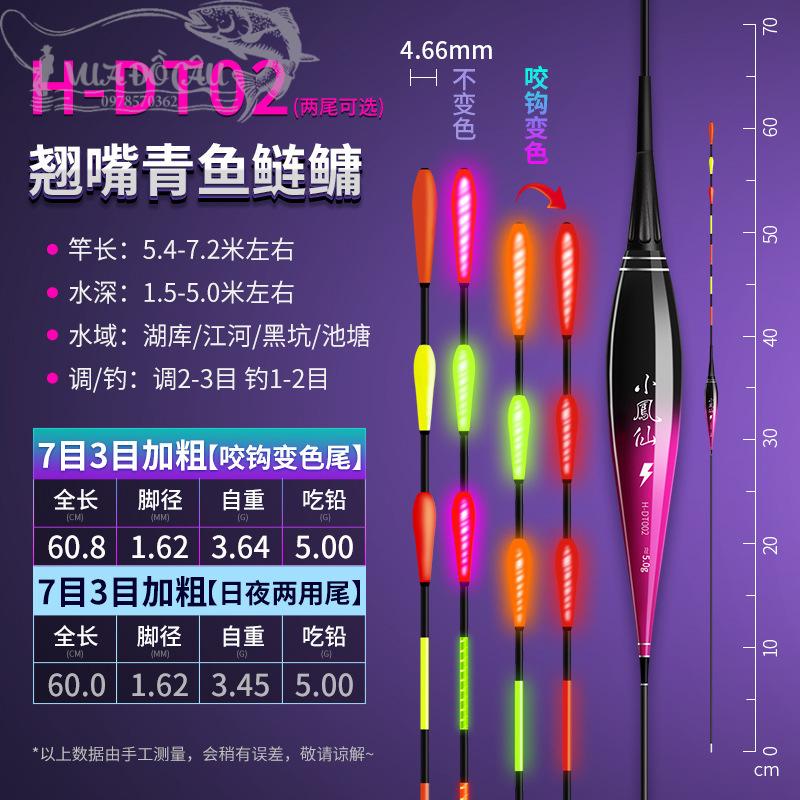 VUA ĐỒ CÂU
0978570362
H-DT02 (两尾可选)
翘嘴青鱼鲢鳙
竿长：5.4-7.2米左右
水深：1.5-5.0米左右
水域：湖库/江河/黑坑/池塘
调/钓：调2-3目 钓1-2目
7目3目加粗【咬钩变色尾】
全长 脚径 自重 吃铅
(CM) (MM) (G) (G)
60.8 1.62 3.64 5.00
7目3目加粗【日夜两用尾】
全长 脚径 自重 吃铅
(CM) (MM) (G) (G)
60.0 1.62 3.45 5.00
*以上数据由手工测量，会稍有误差，敬请谅解~
4.66mm
不变色
咬钩变色
小鳳仙
H-DT002 ≈5.0g
70
60
50
40
30
20
10
0
cm